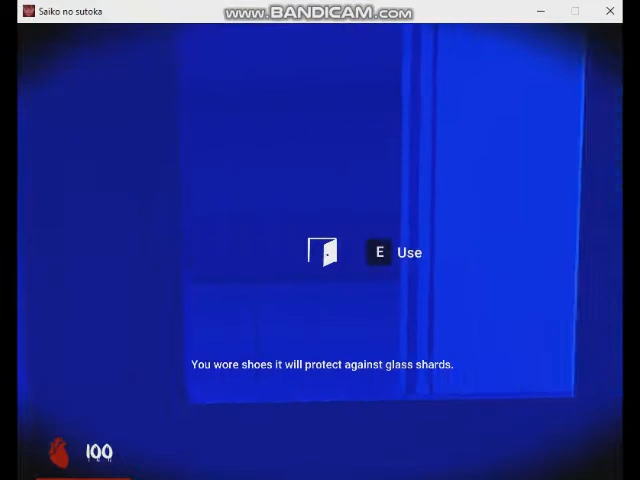 Saiko no sutoka
WWW.BANDICAM.COM
E Use
You wore shoes it will protect against glass shards.
100